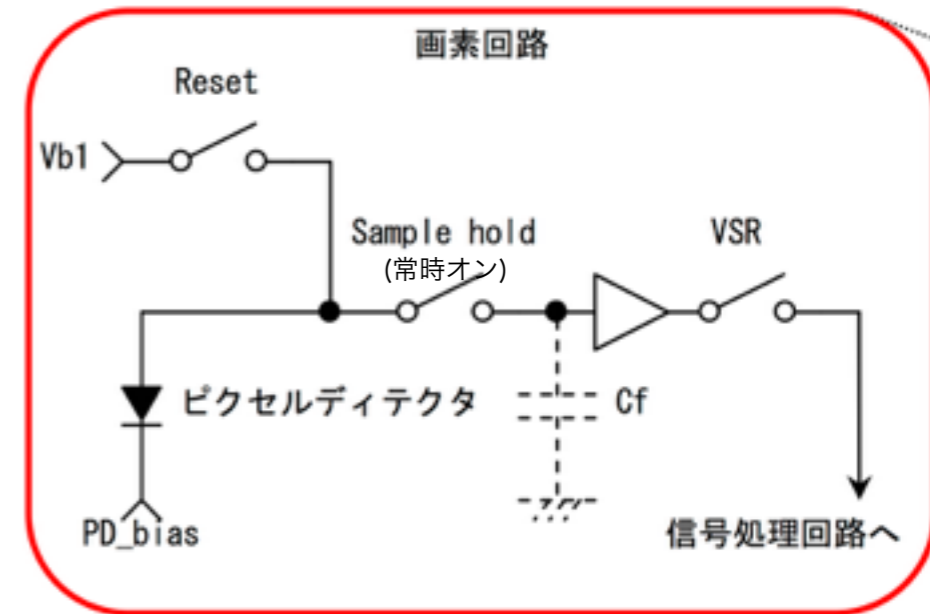 画素回路
Reset
Vb1
Sample hold
(常時オン)
VSR
ピクセルディテクタ
Cf
PD_bias
信号処理回路へ